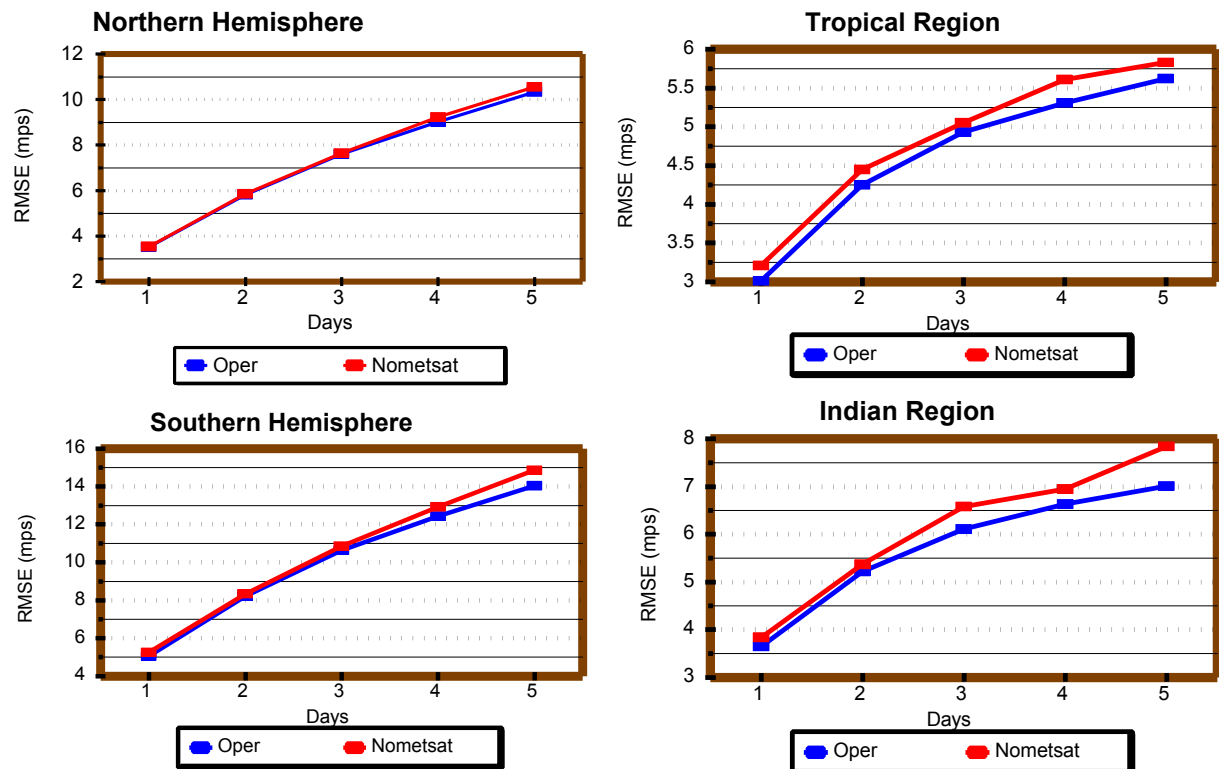 Northern Hemisphere
12
10
8
6
4
2
RMSE (mps)
1 2 3 4 5
Days
Oper Nometsat
Tropical Region
6
5.5
5
4.5
4
3.5
3
RMSE (mps)
1 2 3 4 5
Days
Oper Nometsat
Southern Hemisphere
16
14
12
10
8
6
4
RMSE (mps)
1 2 3 4 5
Days
Oper Nometsat
Indian Region
8
7
6
5
4
3
RMSE (mps)
1 2 3 4 5
Days
Oper Nometsat